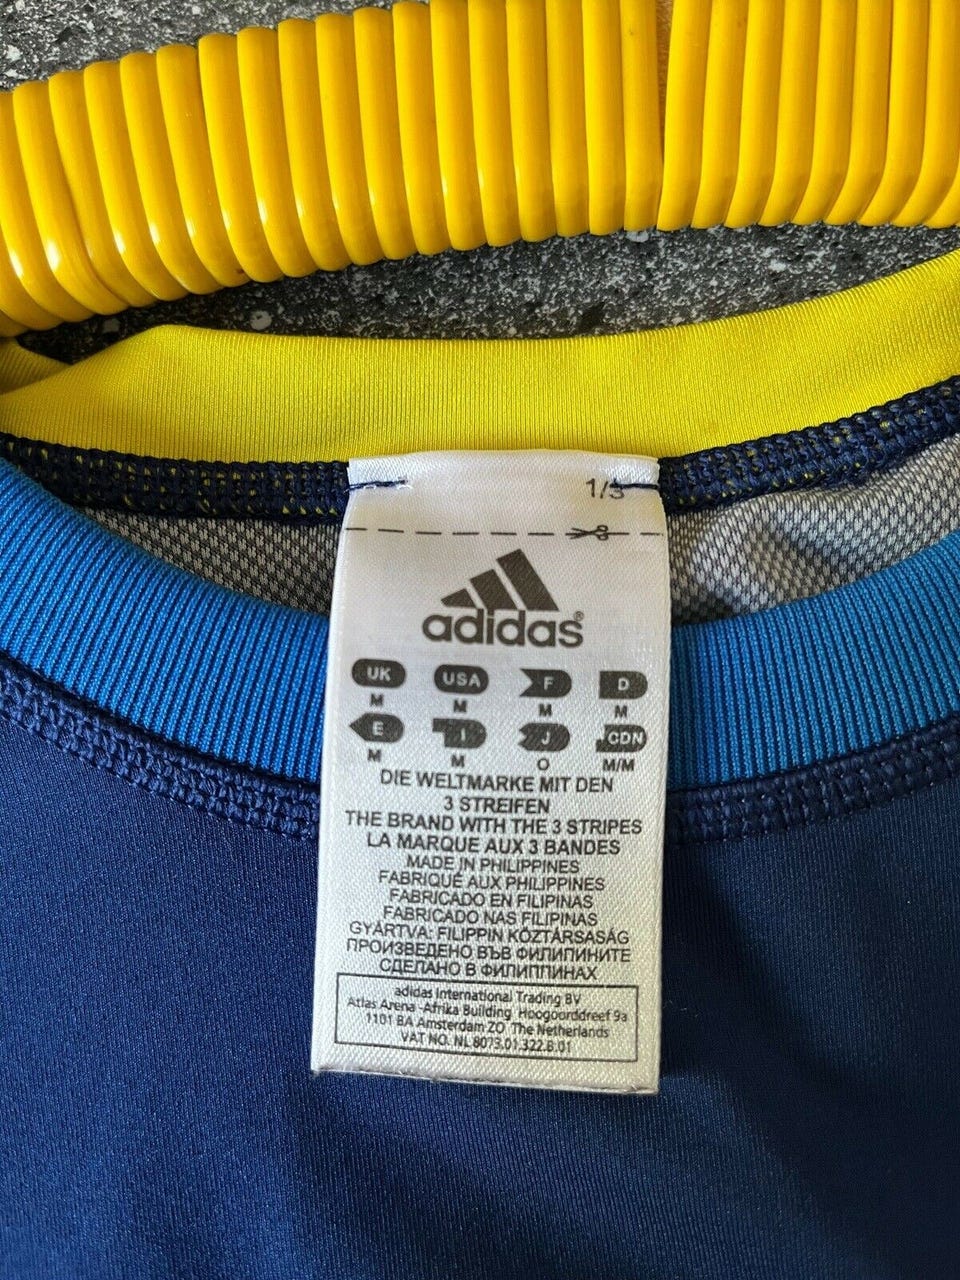 1/3
adidas®
UK USA F D
M M M M
E I J CDN
M M O M/M
DIE WELTMARKE MIT DEN
3 STREIFEN
THE BRAND WITH THE 3 STRIPES
LA MARQUE AUX 3 BANDES
MADE IN PHILIPPINES
FABRIQUÉ AUX PHILIPPINES
FABRICADO EN FILIPINAS
FABRICADO NAS FILIPINAS
GYÁRTVA: FILIPPIN KÖZTÁRSASÁG
ПРОИЗВЕДЕНО ВЪВ ФИЛИПИНИТЕ
СДЕЛАНО В ФИЛИППИНАХ
adidas International Trading BV
Atlas Arena -Afrika Building Hoogoorddreef 9a
1101 BA Amsterdam ZO The Netherlands
VAT NO. NL 8073.01.322.B.01